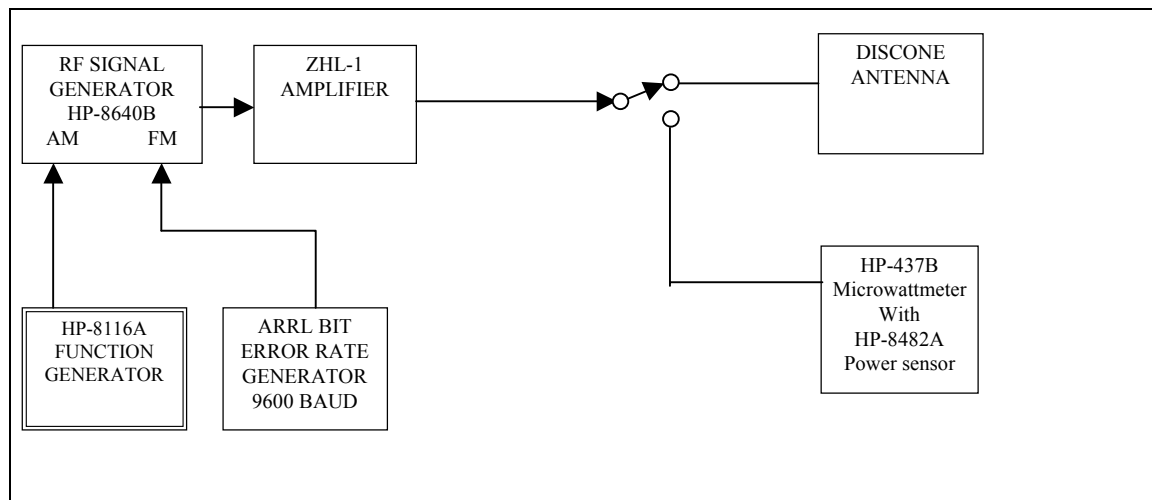 RF SIGNAL
GENERATOR
HP-8640B
AM FM
ZHL-1
AMPLIFIER
DISCONE
ANTENNA
HP-8116A
FUNCTION
GENERATOR
ARRL BIT
ERROR RATE
GENERATOR
9600 BAUD
HP-437B
Microwattmeter
With
HP-8482A
Power sensor